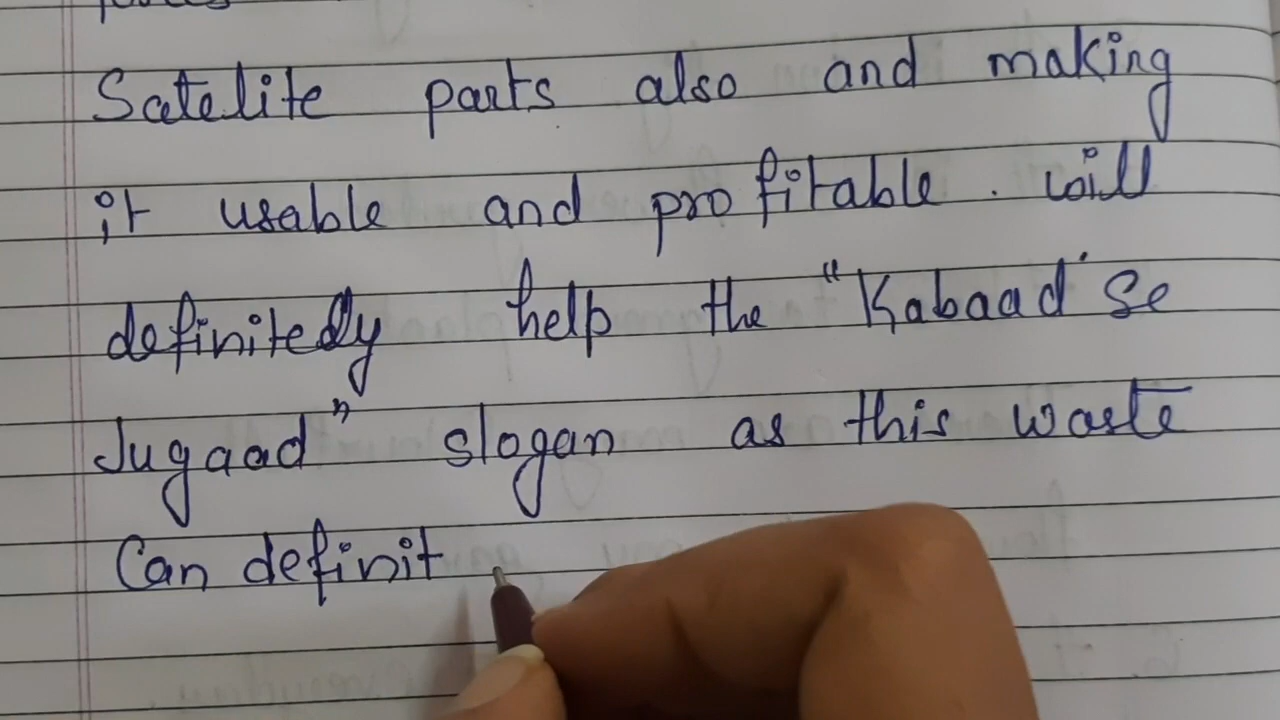 Satelite parts also and making
it usable and profitable. will
definitedly help the "Kabaad se
Jugaad" slogan as this waste
Can definit